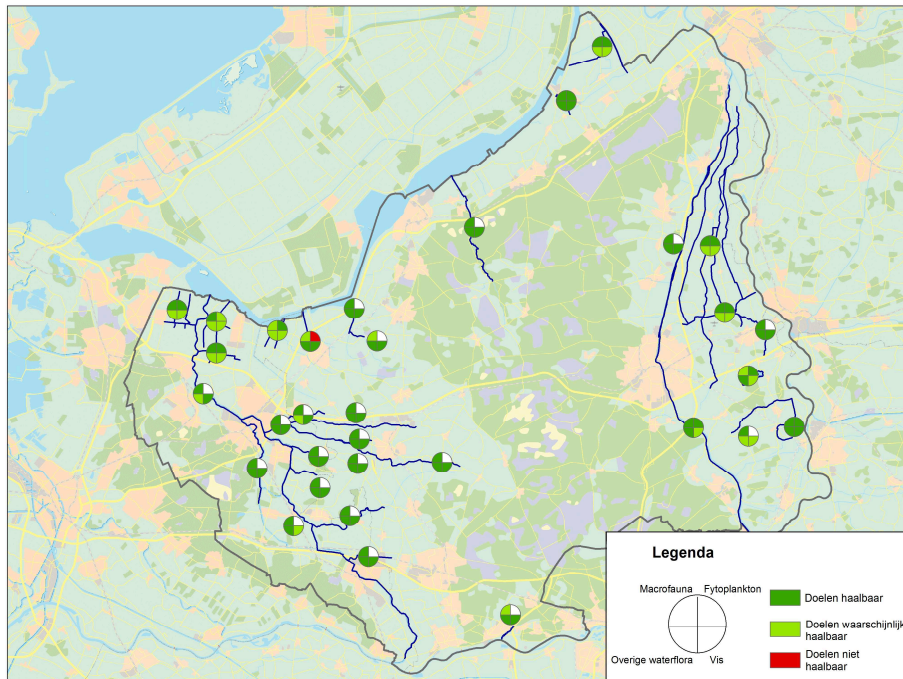 Legenda
Macrofauna Fytoplankton
Overige waterflora Vis
Doelen haalbaar
Doelen waarschijnlijk
haalbaar
Doelen niet
haalbaar